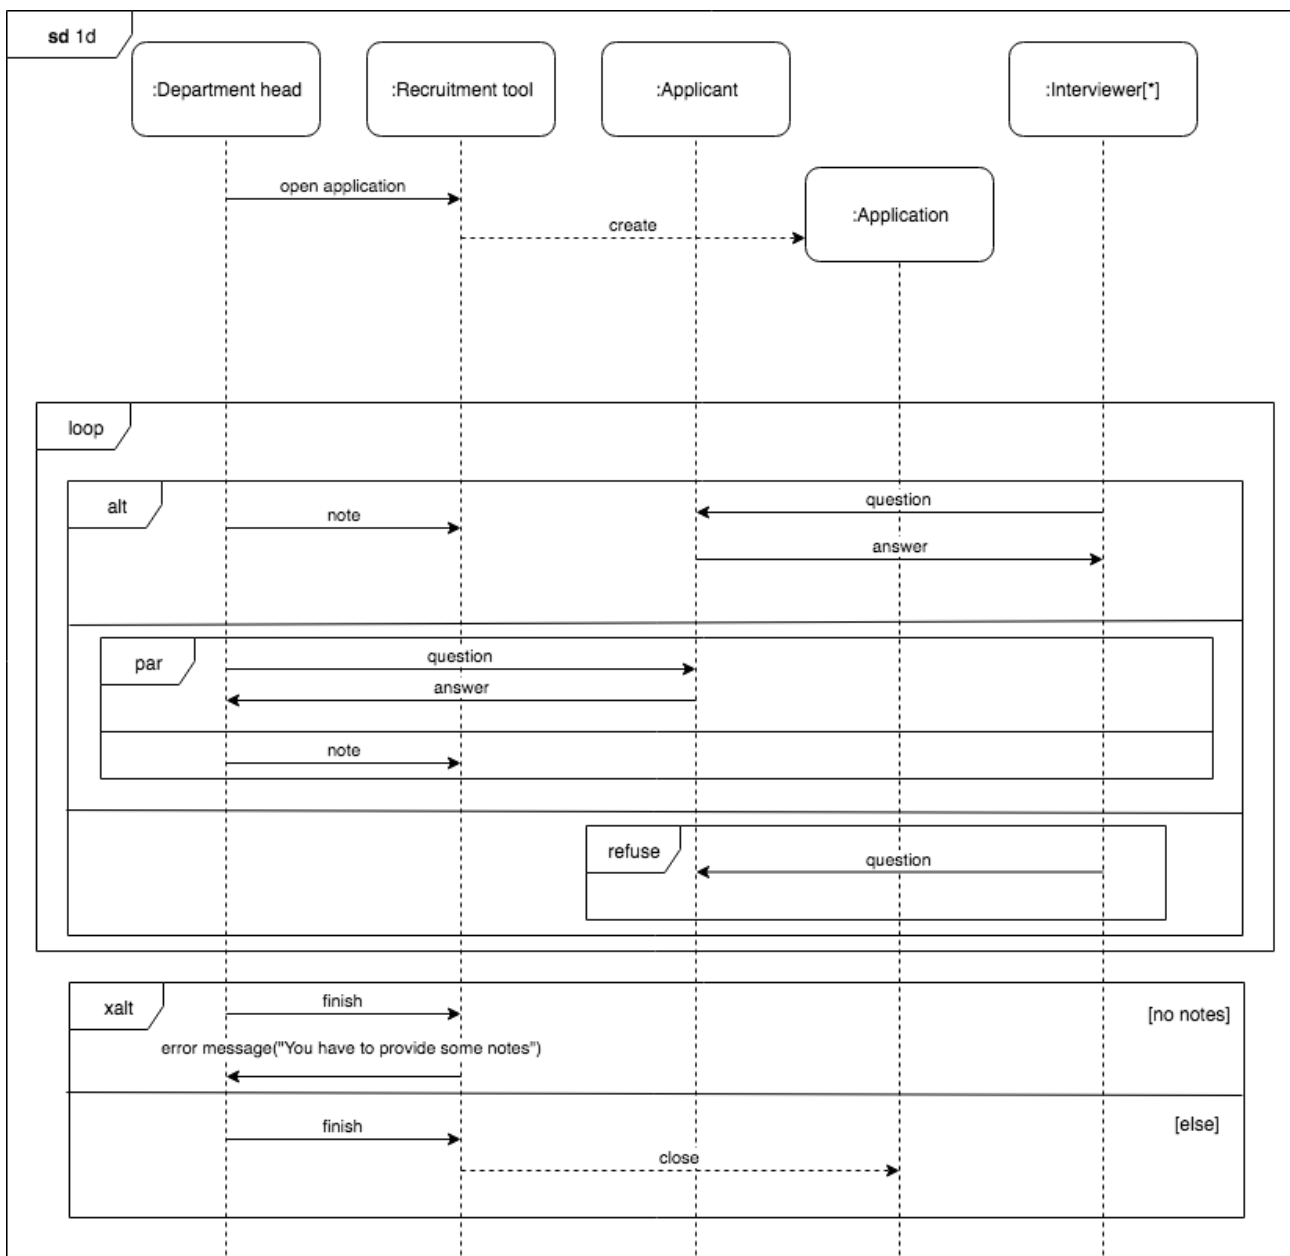 sd 1d
:Department head
:Recruitment tool
:Applicant
:Interviewer[*]
open application
:Application
create
loop
alt
question
note
answer
par
question
answer
note
refuse
question
xalt
finish
[no notes]
error message("You have to provide some notes")
finish
[else]
close